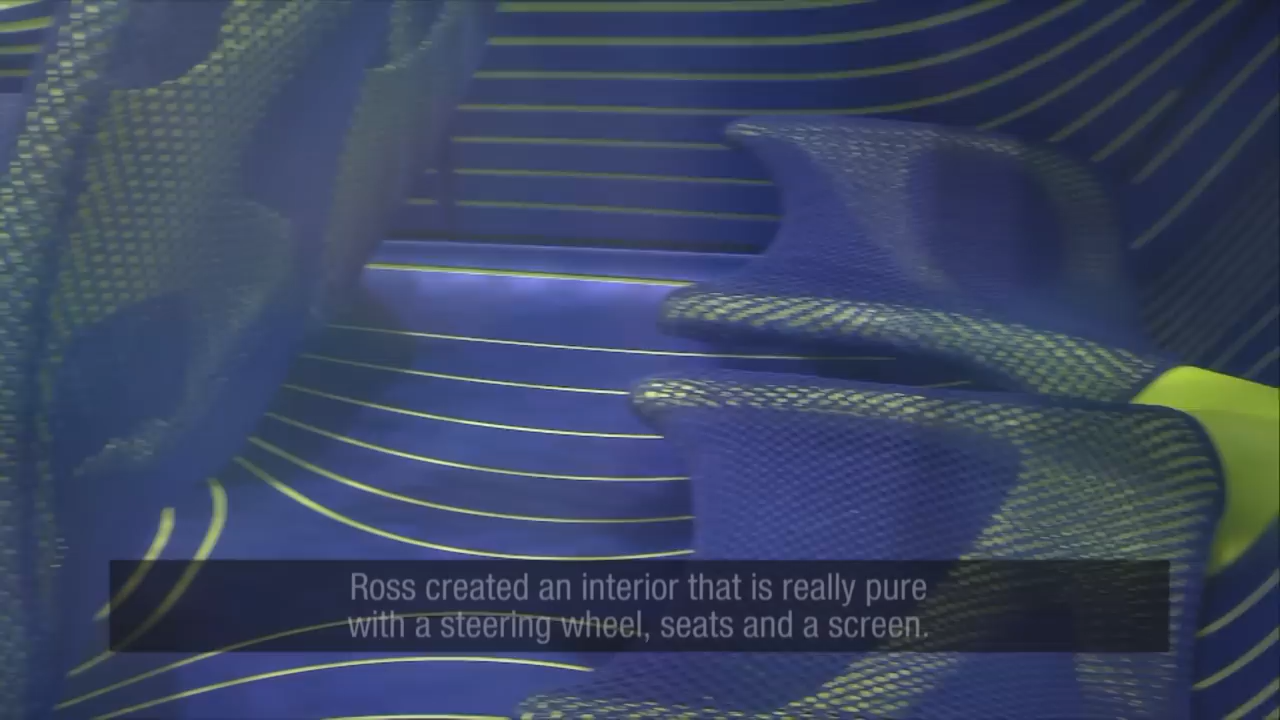 Ross created an interior that is really pure
with a steering wheel, seats and a screen.